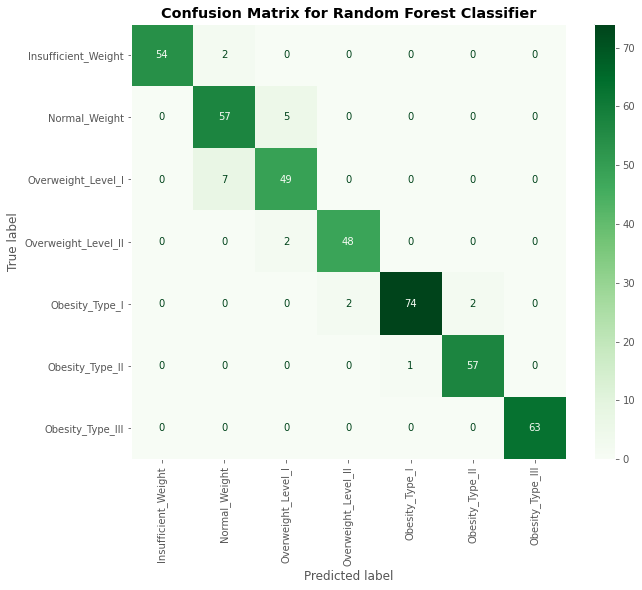 Confusion Matrix for Random Forest Classifier
True label
Insufficient_Weight 54 2 0 0 0 0 0
Normal_Weight 0 57 5 0 0 0 0
Overweight_Level_I 0 7 49 0 0 0 0
Overweight_Level_II 0 0 2 48 0 0 0
Obesity_Type_I 0 0 0 2 74 2 0
Obesity_Type_II 0 0 0 0 1 57 0
Obesity_Type_III 0 0 0 0 0 0 63
Insufficient_Weight
Normal_Weight
Overweight_Level_I
Overweight_Level_II
Obesity_Type_I
Obesity_Type_II
Obesity_Type_III
Predicted label
70
60
50
40
30
20
10
0